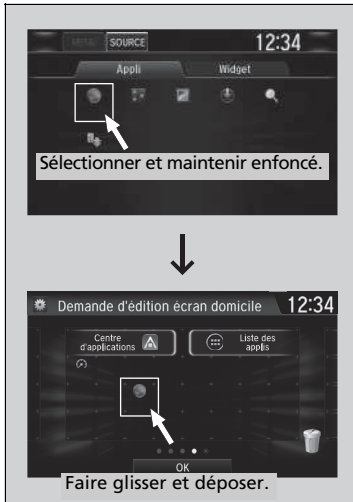 MENU SOURCE 12:34
Appli Widget
Sélectionner et maintenir enfoncé.
Demande d'édition écran domicile 12:34
Centre d'applications
Liste des applis
OK
Faire glisser et déposer.